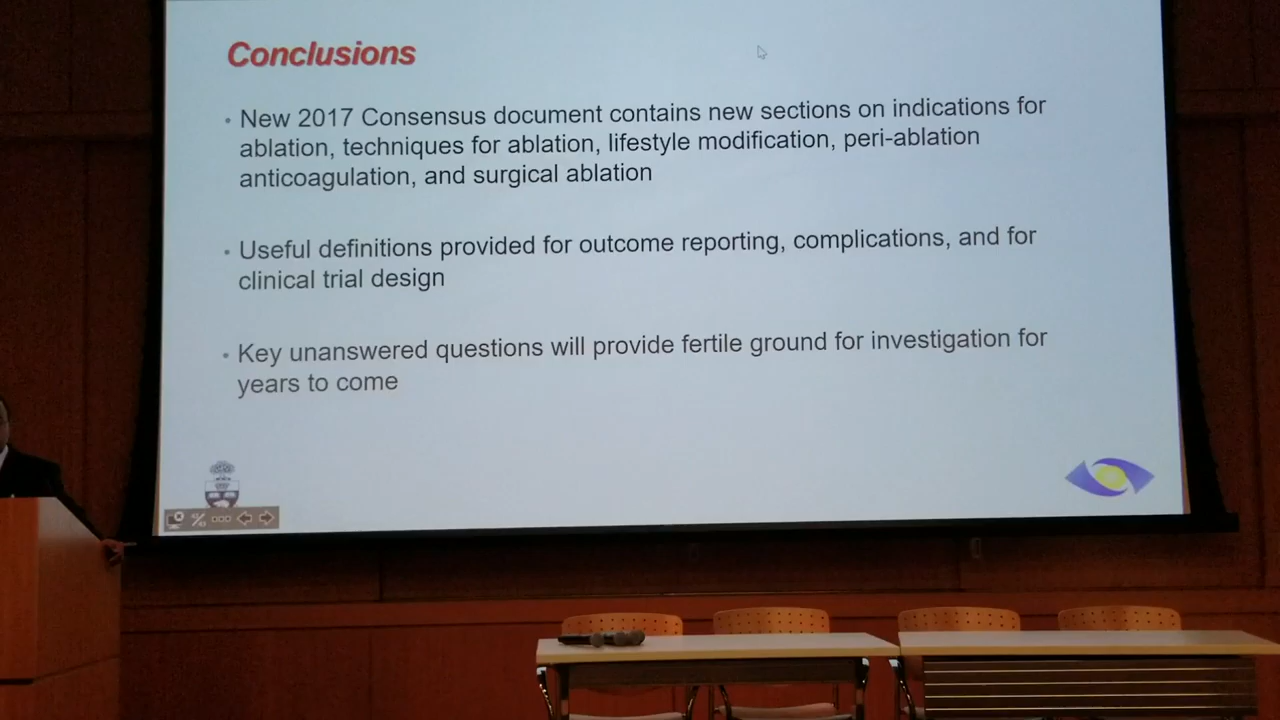 Conclusions
• New 2017 Consensus document contains new sections on indications for
ablation, techniques for ablation, lifestyle modification, peri-ablation
anticoagulation, and surgical ablation
• Useful definitions provided for outcome reporting, complications, and for
clinical trial design
• Key unanswered questions will provide fertile ground for investigation for
years to come